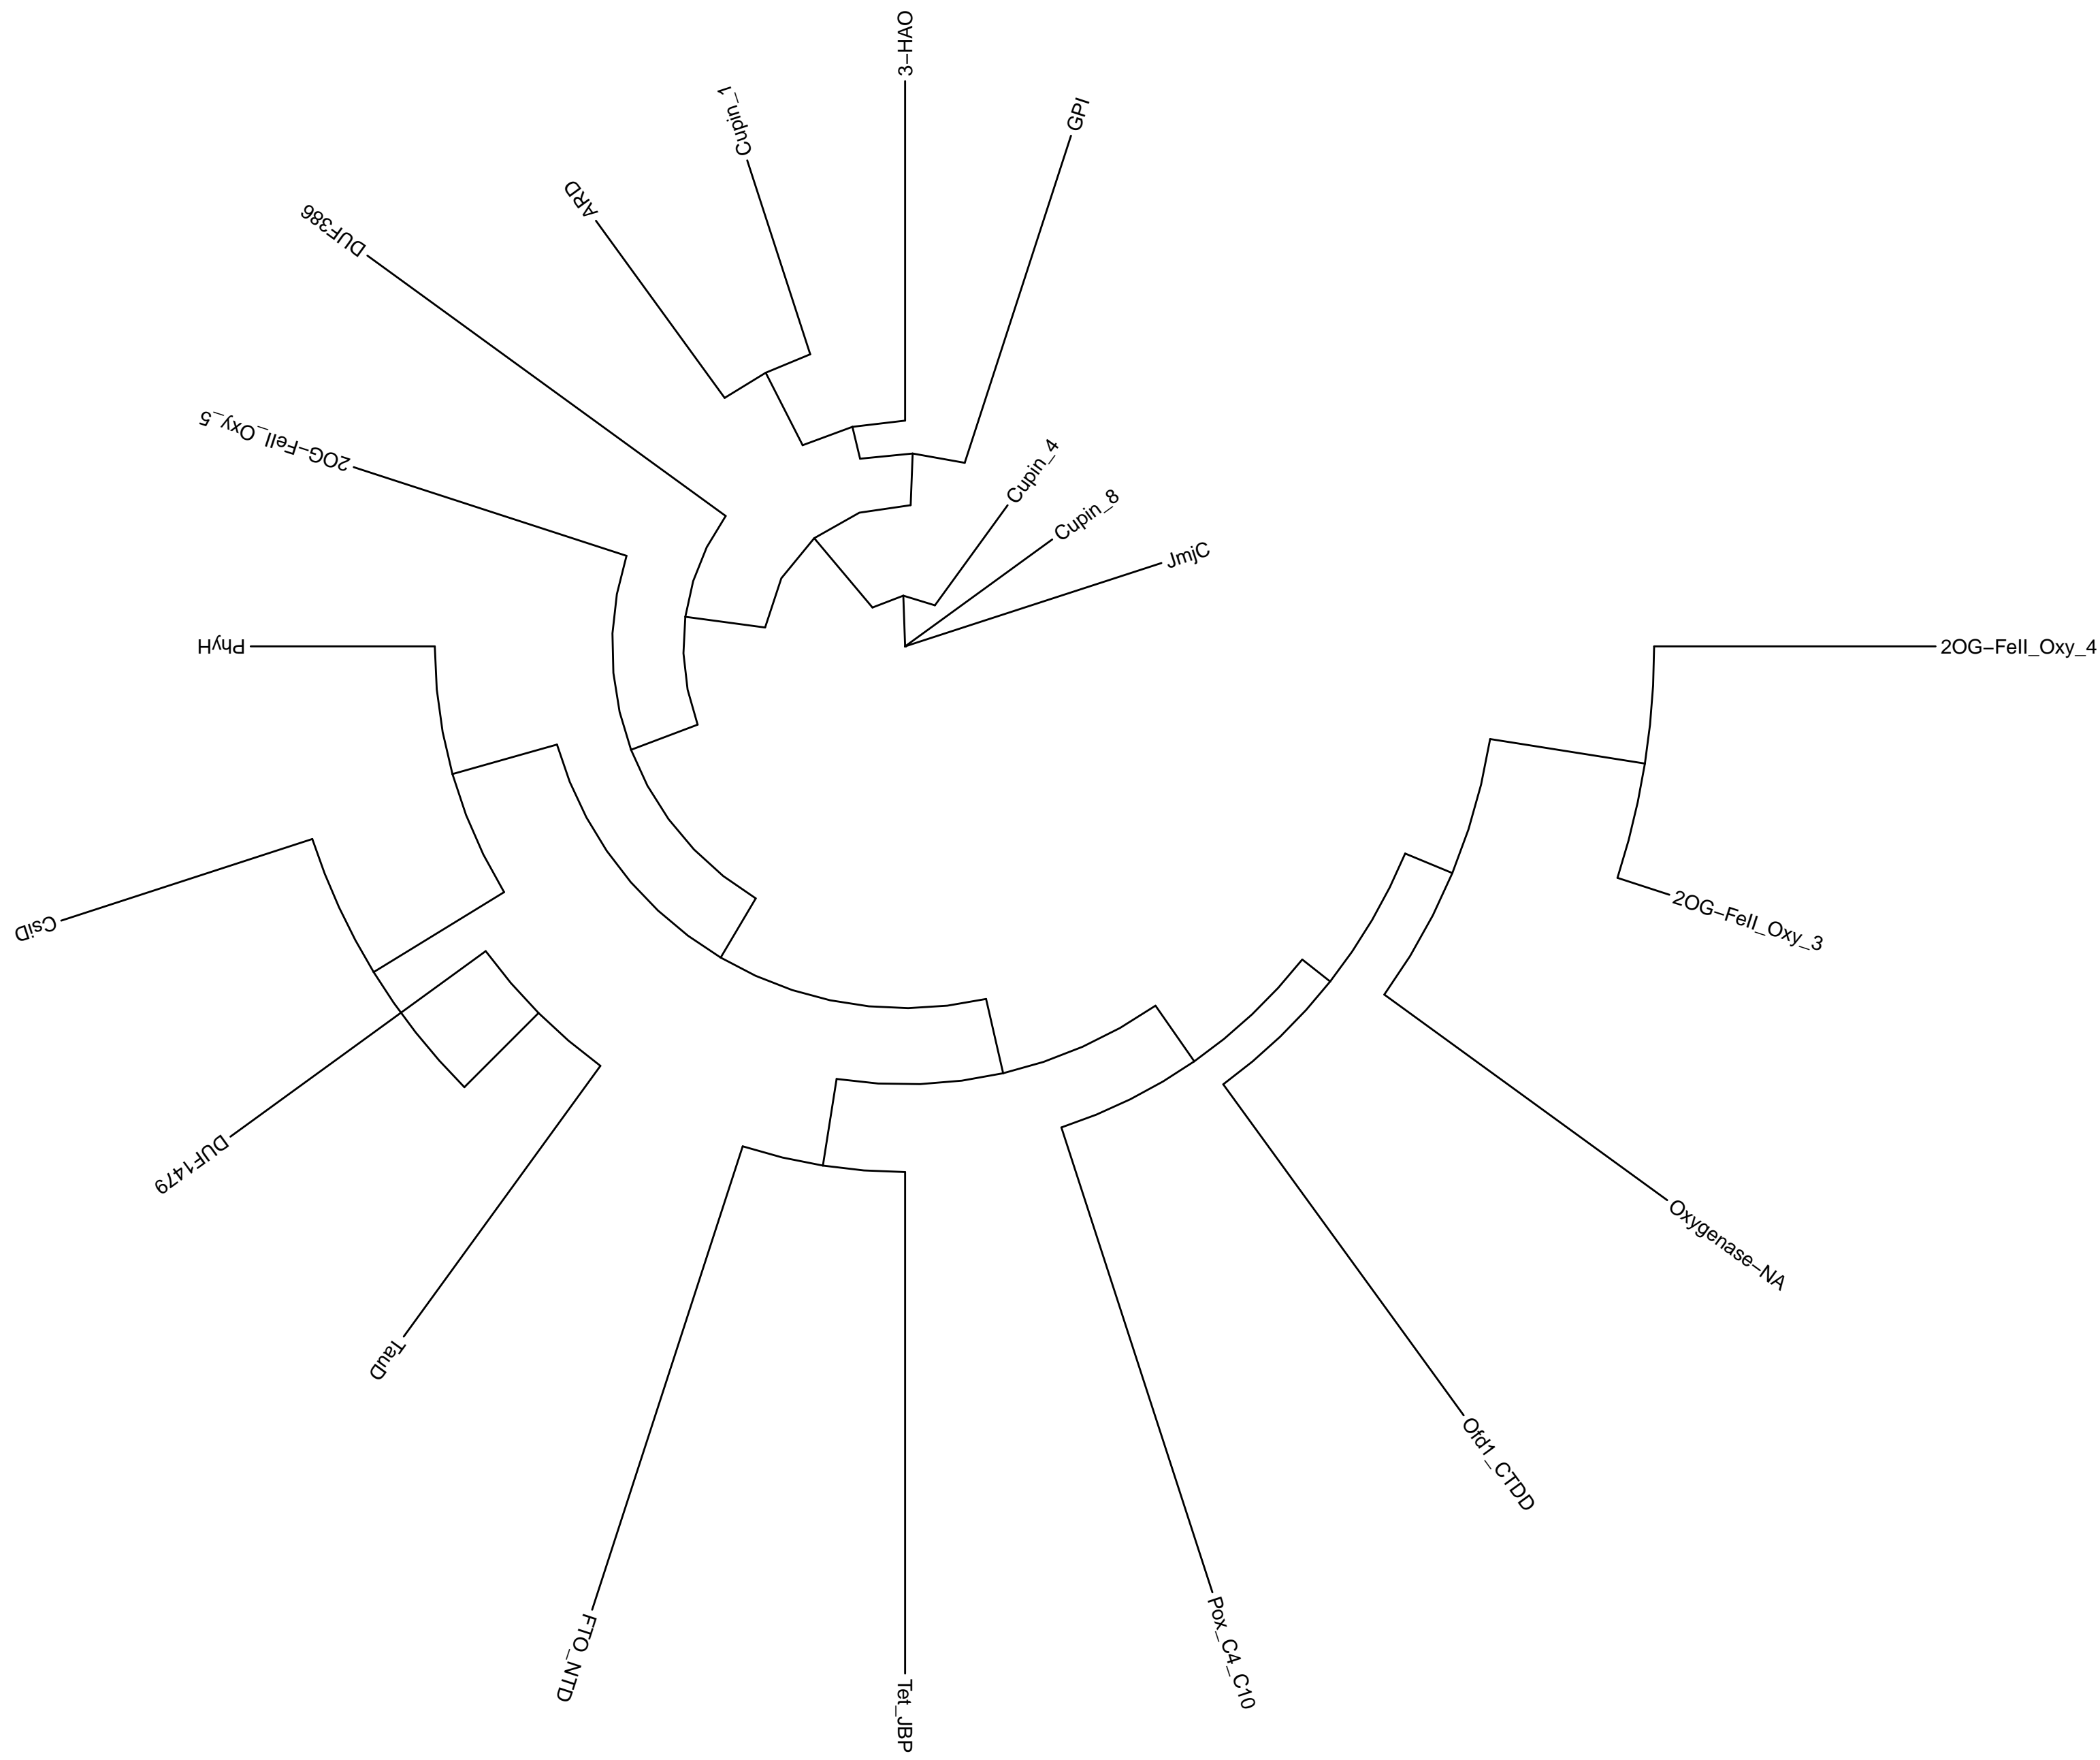 3−HAO
GPI
Cupin_1
ARD
DUF386
2OG−FeII_Oxy_5
Cupin_4
Cupin_8
JmjC
PhyH
2OG−FeII_Oxy_4
2OG−FeII_Oxy_3
CsiD
DUF1479
Oxygenase−NA
TauD
Ofd1_CTDD
FTO_NTD
Pox_C4_C10
Tet_JBP